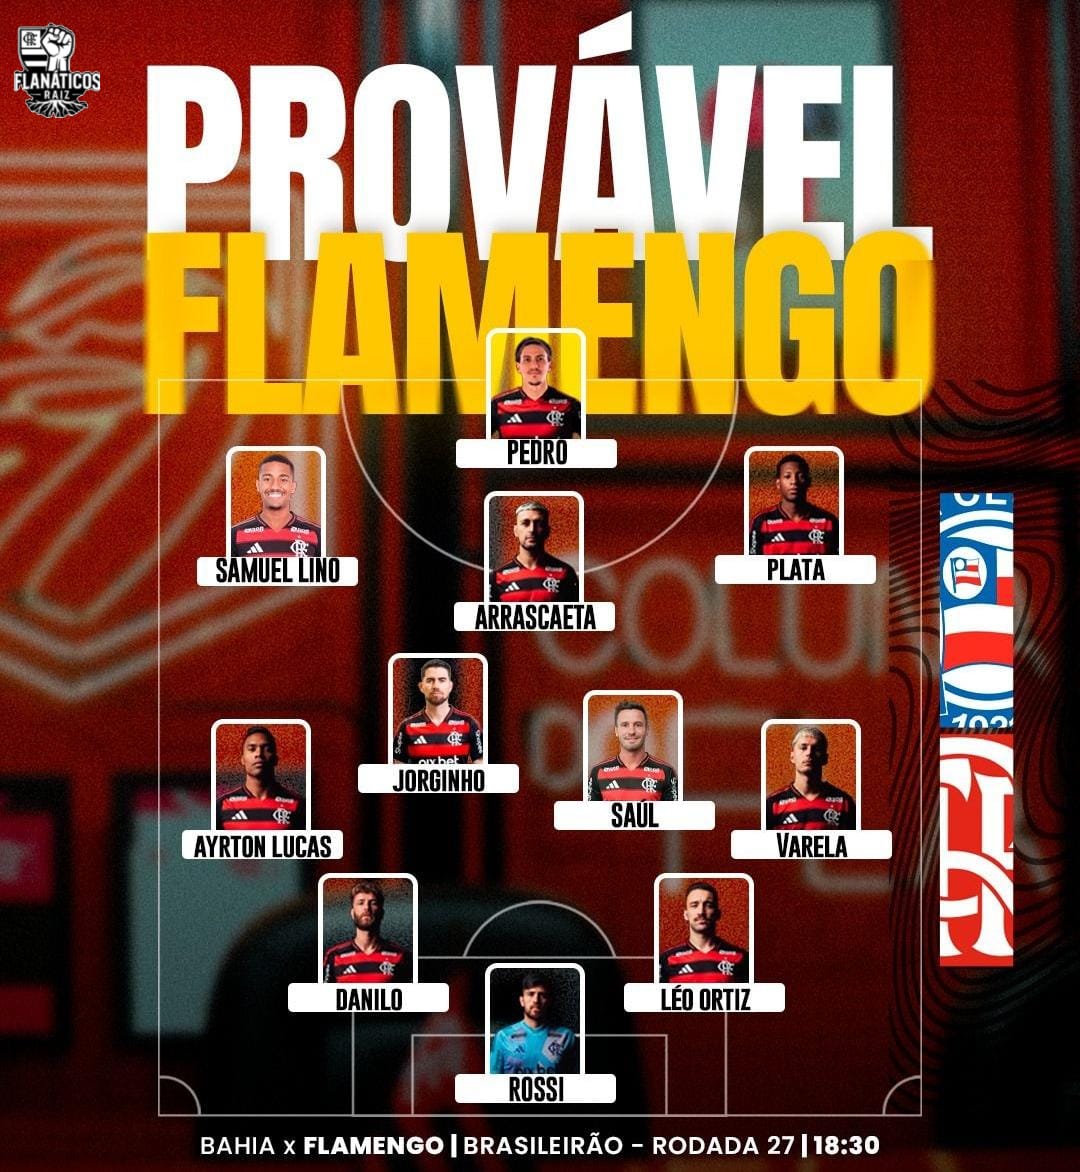 FLANÁTICOS
RAIZ
PROVÁVEL
FLAMENGO
PEDRO
SAMUEL LINO
PLATA
ARRASCAETA
JORGINHO
SAÚL
AYRTON LUCAS
VARELA
DANILO
LÉO ORTIZ
ROSSI
BAHIA x FLAMENGO | BRASILEIRÃO - RODADA 27 | 18:30